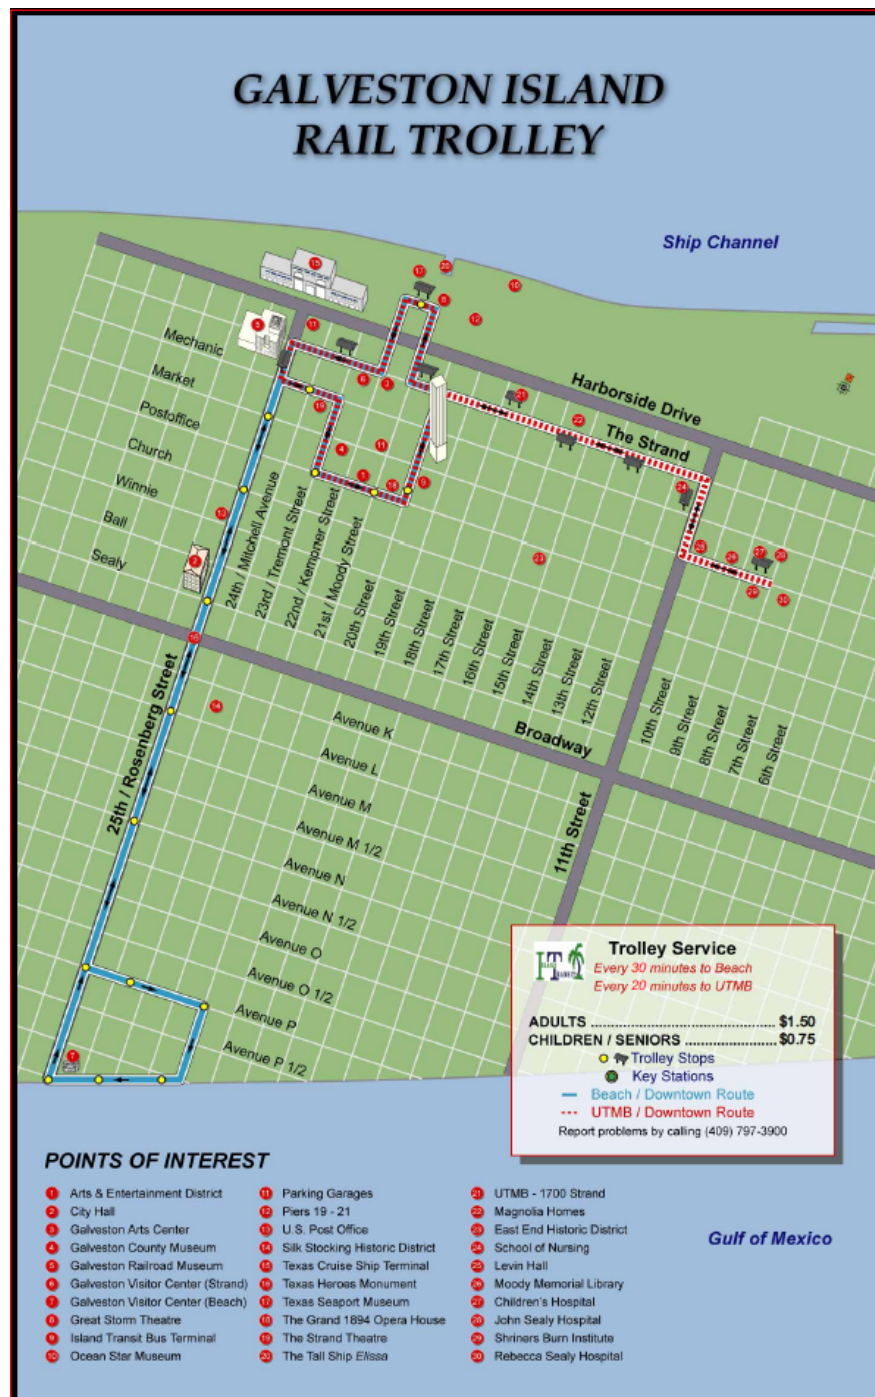 GALVESTON ISLAND
RAIL TROLLEY
Ship Channel
Harborside Drive
The Strand
Mechanic
Market
Postoffice
Church
Winnie
Ball
Sealy
24th / Mitchell Avenue
23rd / Tremont Street
22nd / Kempner Street
21st / Moody Street
20th Street
19th Street
18th Street
17th Street
16th Street
15th Street
14th Street
13th Street
12th Street
10th Street
9th Street
8th Street
7th Street
6th Street
Broadway
25th / Rosenberg Street
11th Street
Avenue K
Avenue L
Avenue M
Avenue M 1/2
Avenue N
Avenue N 1/2
Avenue O
Avenue O 1/2
Avenue P
Avenue P 1/2
Trolley Service
Every 30 minutes to Beach
Every 20 minutes to UTMB
ADULTS ............................................... $1.50
CHILDREN / SENIORS ....................... $0.75
Trolley Stops
Key Stations
Beach / Downtown Route
UTMB / Downtown Route
Report problems by calling (409) 797-3900
Gulf of Mexico
POINTS OF INTEREST
1 Arts & Entertainment District
2 City Hall
3 Galveston Arts Center
4 Galveston County Museum
5 Galveston Railroad Museum
6 Galveston Visitor Center (Strand)
7 Galveston Visitor Center (Beach)
8 Great Storm Theatre
9 Island Transit Bus Terminal
10 Ocean Star Museum
11 Parking Garages
12 Piers 19 - 21
13 U.S. Post Office
14 Silk Stocking Historic District
15 Texas Cruise Ship Terminal
16 Texas Heroes Monument
17 Texas Seaport Museum
18 The Grand 1894 Opera House
19 The Strand Theatre
20 The Tall Ship Elissa
21 UTMB - 1700 Strand
22 Magnolia Homes
23 East End Historic District
24 School of Nursing
25 Levin Hall
26 Moody Memorial Library
27 Children's Hospital
28 John Sealy Hospital
29 Shriners Burn Institute
30 Rebecca Sealy Hospital